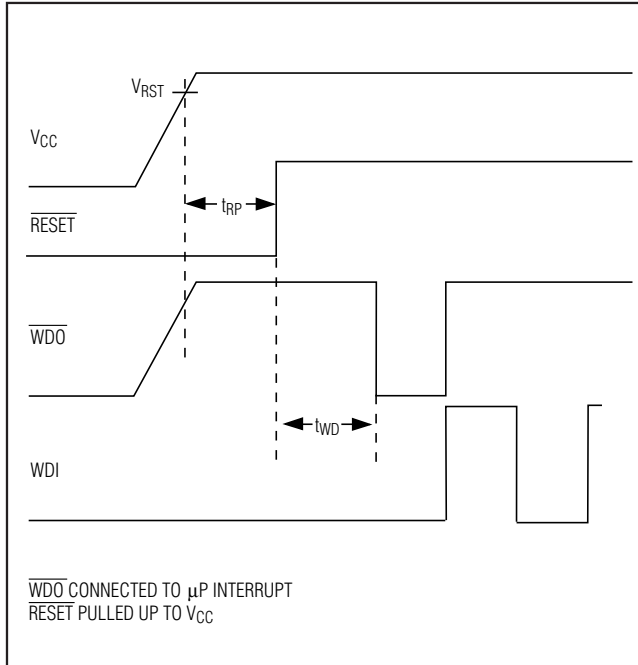 VRST
VCC
tRP
RESET
WDO
tWD
WDI
WDO CONNECTED TO μP INTERRUPT
RESET PULLED UP TO VCC